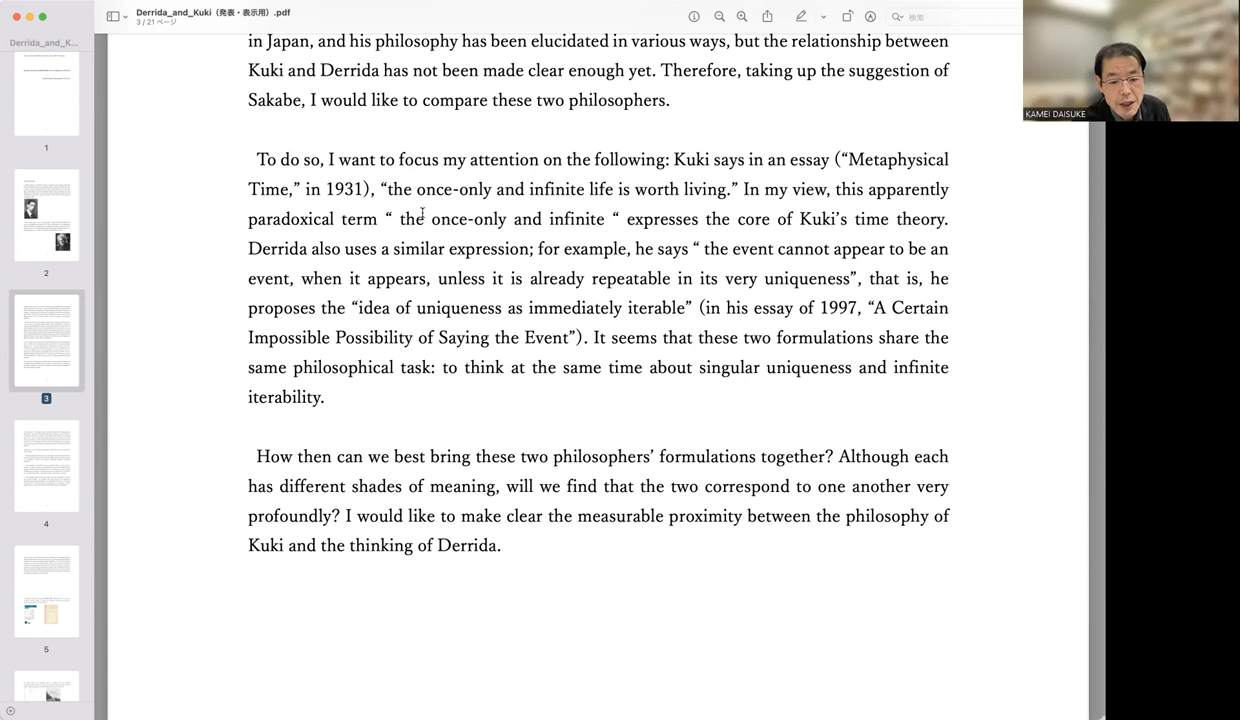 Derrida_and_Kuki（発表・表示用）.pdf
3 / 21 ページ
検索
Derrida_and_K...
1
2
3
4
5
KAMEI DAISUKE
in Japan, and his philosophy has been elucidated in various ways, but the relationship between
Kuki and Derrida has not been made clear enough yet. Therefore, taking up the suggestion of
Sakabe, I would like to compare these two philosophers.
To do so, I want to focus my attention on the following: Kuki says in an essay (“Metaphysical
Time,” in 1931), “the once-only and infinite life is worth living.” In my view, this apparently
paradoxical term “ the once-only and infinite “ expresses the core of Kuki’s time theory.
Derrida also uses a similar expression; for example, he says “ the event cannot appear to be an
event, when it appears, unless it is already repeatable in its very uniqueness”, that is, he
proposes the “idea of uniqueness as immediately iterable” (in his essay of 1997, “A Certain
Impossible Possibility of Saying the Event”). It seems that these two formulations share the
same philosophical task: to think at the same time about singular uniqueness and infinite
iterability.
How then can we best bring these two philosophers’ formulations together? Although each
has different shades of meaning, will we find that the two correspond to one another very
profoundly? I would like to make clear the measurable proximity between the philosophy of
Kuki and the thinking of Derrida.